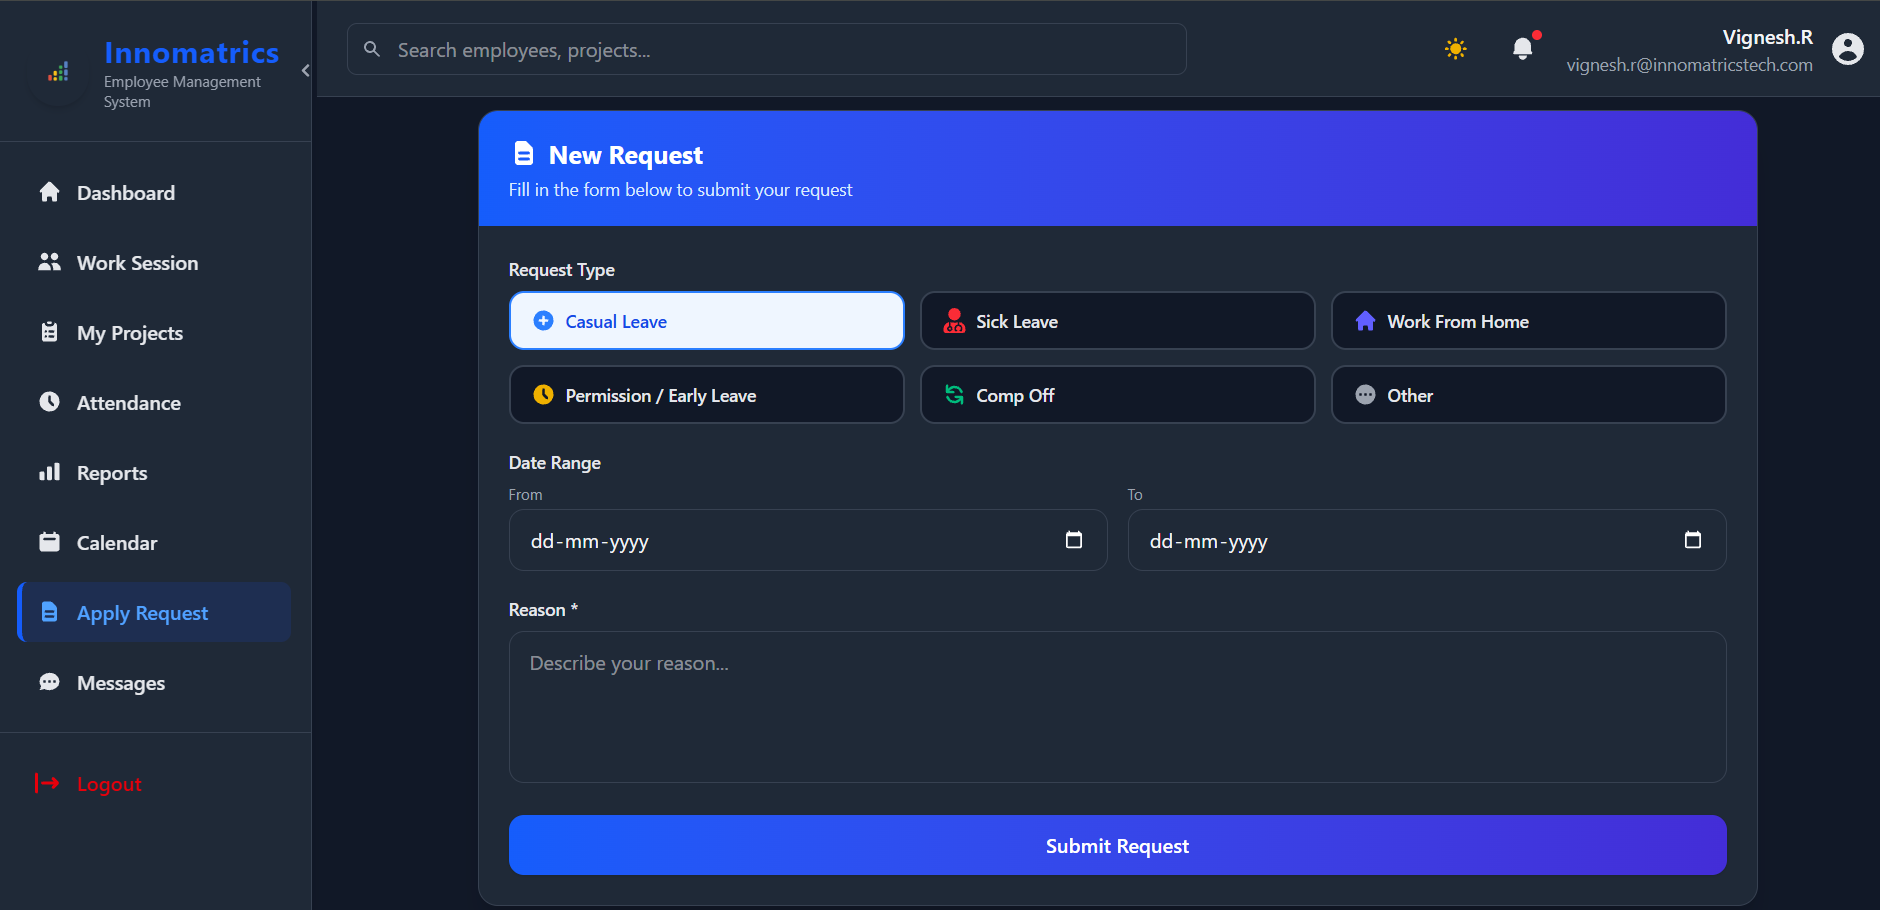 Innomatrics
Employee Management
System
Dashboard
Work Session
My Projects
Attendance
Reports
Calendar
Apply Request
Messages
Logout
Search employees, projects...
Vignesh.R
vignesh.r@innomatricstech.com
New Request
Fill in the form below to submit your request
Request Type
Casual Leave
Sick Leave
Work From Home
Permission / Early Leave
Comp Off
Other
Date Range
From
To
dd-mm-yyyy
dd-mm-yyyy
Reason *
Describe your reason...
Submit Request